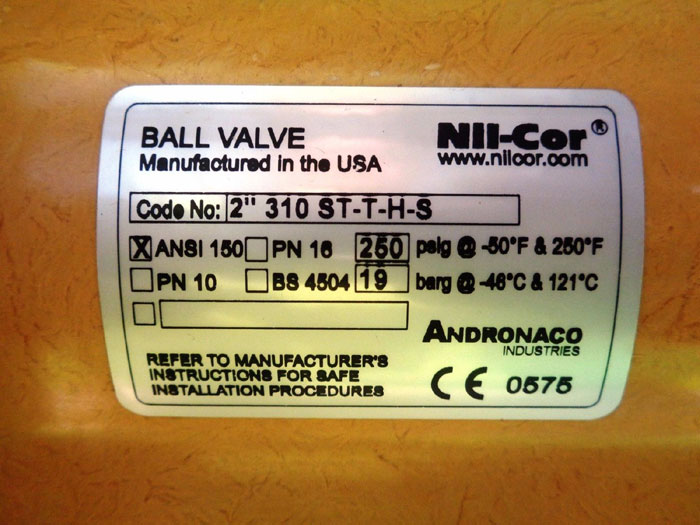 BALL VALVE
Manufactured in the USA
Nil-Cor®
www.nilcor.com
Code No: 2" 310 ST-T-H-S
X ANSI 150 PN 16 250 psig @ -50°F & 250°F
PN 10 BS 4504 19 barg @ -46°C & 121°C
ANDRONACO
INDUSTRIES
REFER TO MANUFACTURER'S
INSTRUCTIONS FOR SAFE
INSTALLATION PROCEDURES
CE 0575